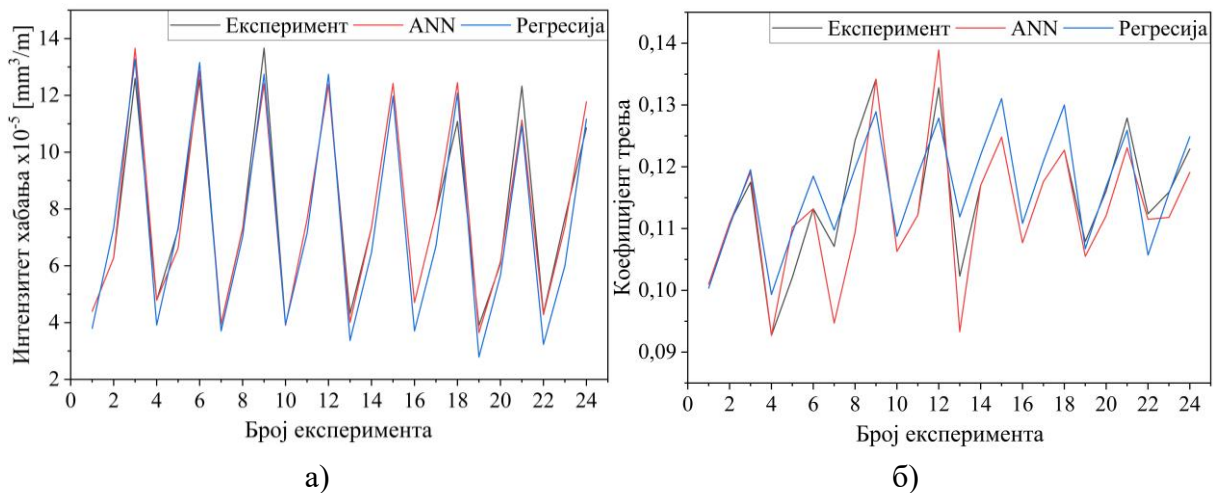 Експеримент ANN Регресија
14
12
10
8
6
4
2
Интензитет хабања x10-5 [mm3/m]
0 2 4 6 8 10 12 14 16 18 20 22 24
Број експеримента
а)
Експеримент ANN Регресија
0,14
0,13
0,12
0,11
0,10
0,09
Коефицијент трења
0 2 4 6 8 10 12 14 16 18 20 22 24
Број експеримента
б)